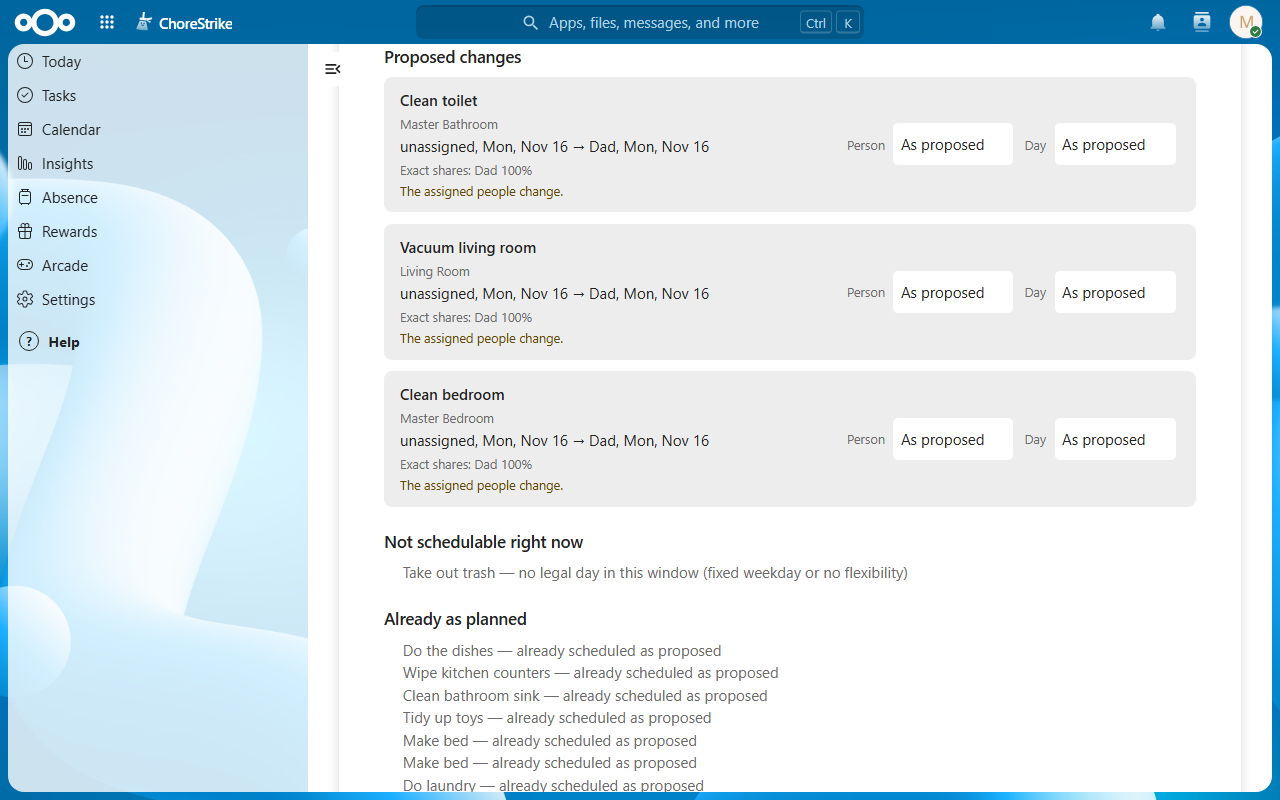 ChoreStrike
Apps, files, messages, and more
Ctrl
K
M
Today
Tasks
Calendar
Insights
Absence
Rewards
Arcade
Settings
? Help
Proposed changes
Clean toilet
Master Bathroom
unassigned, Mon, Nov 16 → Dad, Mon, Nov 16
Exact shares: Dad 100%
The assigned people change.
Person
As proposed
Day
As proposed
Vacuum living room
Living Room
unassigned, Mon, Nov 16 → Dad, Mon, Nov 16
Exact shares: Dad 100%
The assigned people change.
Person
As proposed
Day
As proposed
Clean bedroom
Master Bedroom
unassigned, Mon, Nov 16 → Dad, Mon, Nov 16
Exact shares: Dad 100%
The assigned people change.
Person
As proposed
Day
As proposed
Not schedulable right now
Take out trash — no legal day in this window (fixed weekday or no flexibility)
Already as planned
Do the dishes — already scheduled as proposed
Wipe kitchen counters — already scheduled as proposed
Clean bathroom sink — already scheduled as proposed
Tidy up toys — already scheduled as proposed
Make bed — already scheduled as proposed
Make bed — already scheduled as proposed
Do laundry — already scheduled as proposed